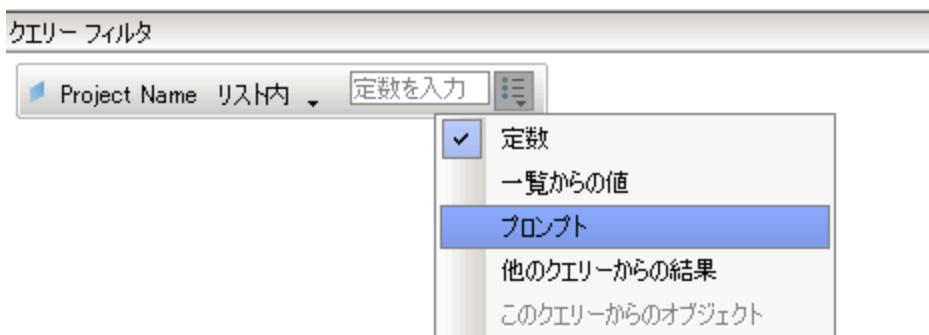 クエリー フィルタ
Project Name リスト内 定数を入力
定数
一覧からの値
プロンプト
他のクエリーからの結果
このクエリーからのオブジェクト